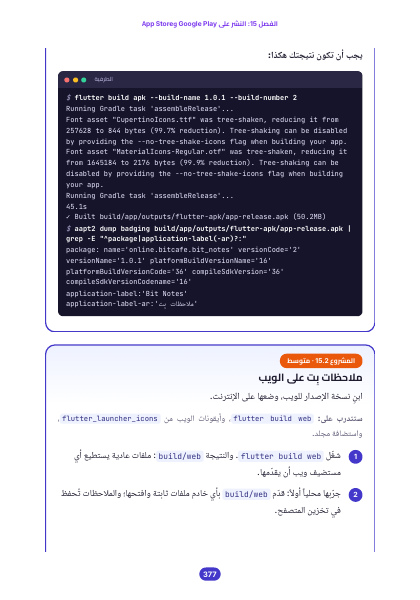 الفصل 15: النشر على Google Play وApp Store
يجب أن تكون نتيجتك هكذا:
الطرفية
$ flutter build apk --build-name 1.0.1 --build-number 2
Running Gradle task 'assembleRelease'...
Font asset "CupertinoIcons.ttf" was tree-shaken, reducing it from
257628 to 844 bytes (99.7% reduction). Tree-shaking can be disabled
by providing the --no-tree-shake-icons flag when building your app.
Font asset "MaterialIcons-Regular.otf" was tree-shaken, reducing it
from 1645184 to 2176 bytes (99.9% reduction). Tree-shaking can be
disabled by providing the --no-tree-shake-icons flag when building
your app.
Running Gradle task 'assembleRelease'...
45.1s
✓ Built build/app/outputs/flutter-apk/app-release.apk (50.2MB)
$ aapt2 dump badging build/app/outputs/flutter-apk/app-release.apk |
grep -E "^package|application-label(-ar)?:"
package: name='online.bitcafe.bit_notes' versionCode='2'
versionName='1.0.1' platformBuildVersionName='16'
platformBuildVersionCode='36' compileSdkVersion='36'
compileSdkVersionCodename='16'
application-label:'Bit Notes'
application-label-ar:'ملاحظات بِت'
المشروع 15.2 · متوسط
ملاحظات بِت على الويب
ابنِ نسخة الإصدار للويب، وضعها على الإنترنت.
ستتدرب على: flutter build web، وأيقونات الويب من flutter_launcher_icons،
واستضافة مجلد.
1 شغّل flutter build web. والنتيجة build/web: ملفات عادية يستطيع أي
مستضيف ويب أن يقدّمها.
2 جرّبها محلياً أولاً: قدّم build/web بأي خادم ملفات ثابتة وافتحها؛ والملاحظات تُحفظ
في تخزين المتصفح.
377